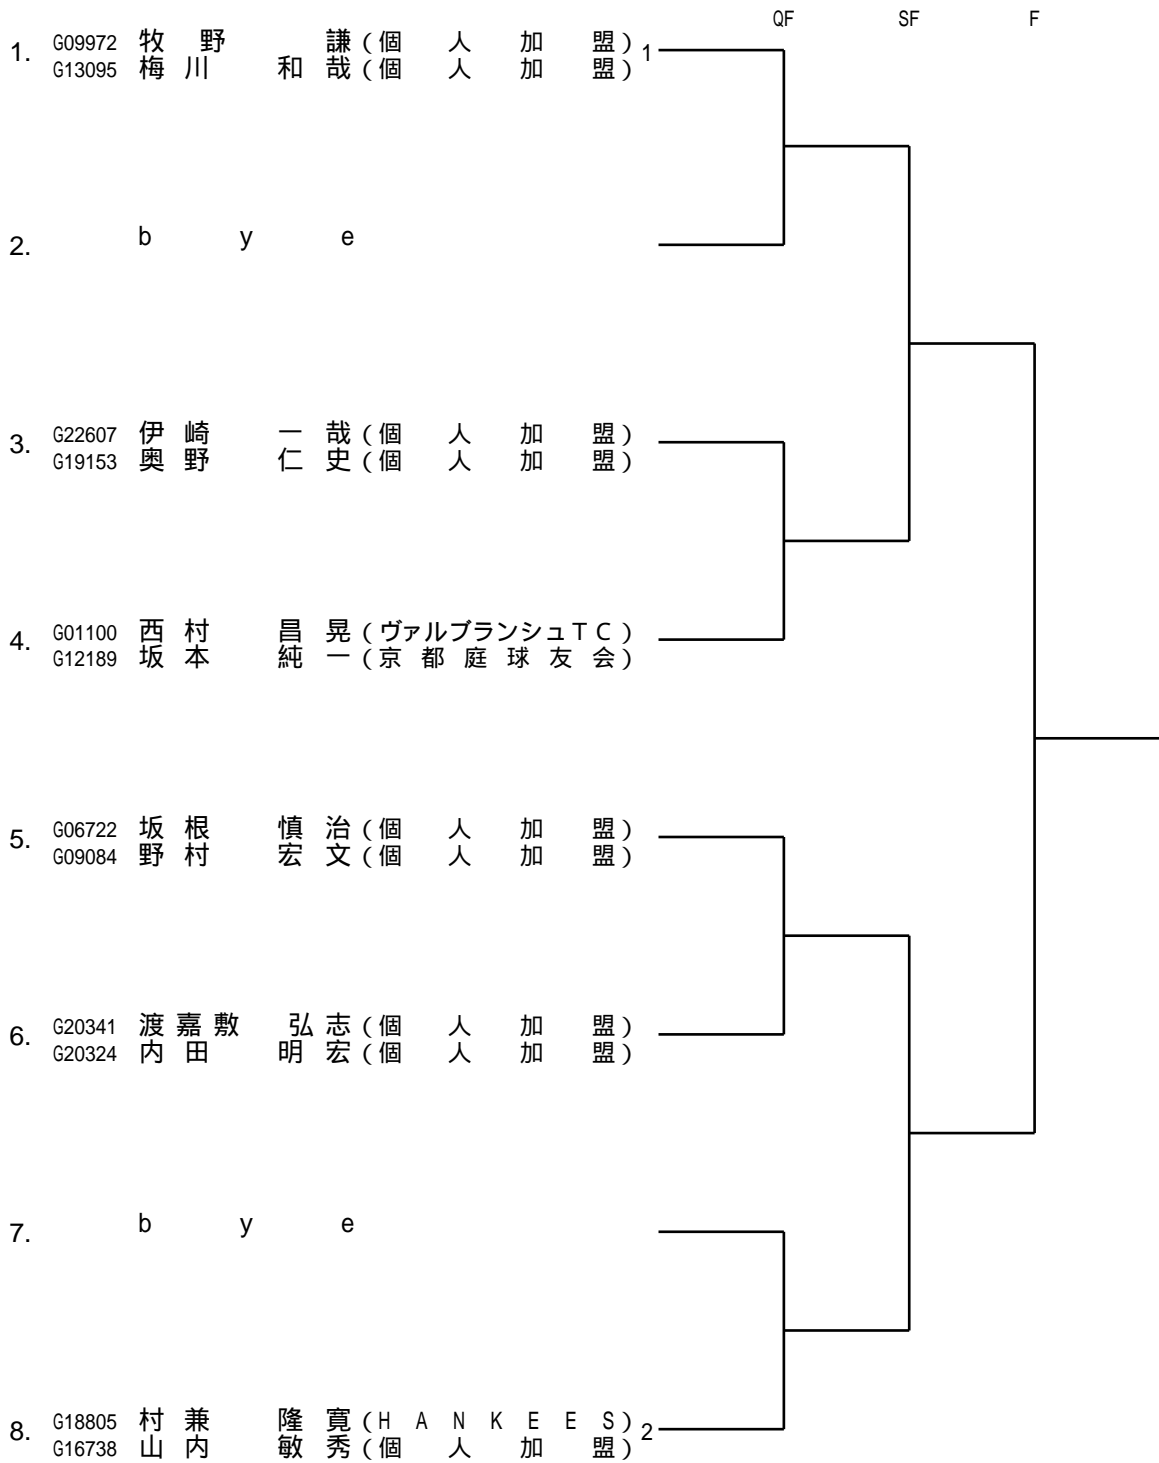 QF SF F
1. G09972 牧野 謙(個人加盟) 1
G13095 梅川 和哉(個人加盟)
2. bye
3. G22607 伊崎 一哉(個人加盟)
G19153 奥野 仁史(個人加盟)
4. G01100 西村 昌晃(ヴァルブランシュTC)
G12189 坂本 純一(京都庭球友会)
5. G06722 坂根 慎治(個人加盟)
G09084 野村 宏文(個人加盟)
6. G20341 渡嘉敷 弘志(個人加盟)
G20324 内田 明宏(個人加盟)
7. bye
8. G18805 村兼 隆寛(HANKEES) 2
G16738 山内 敏秀(個人加盟)